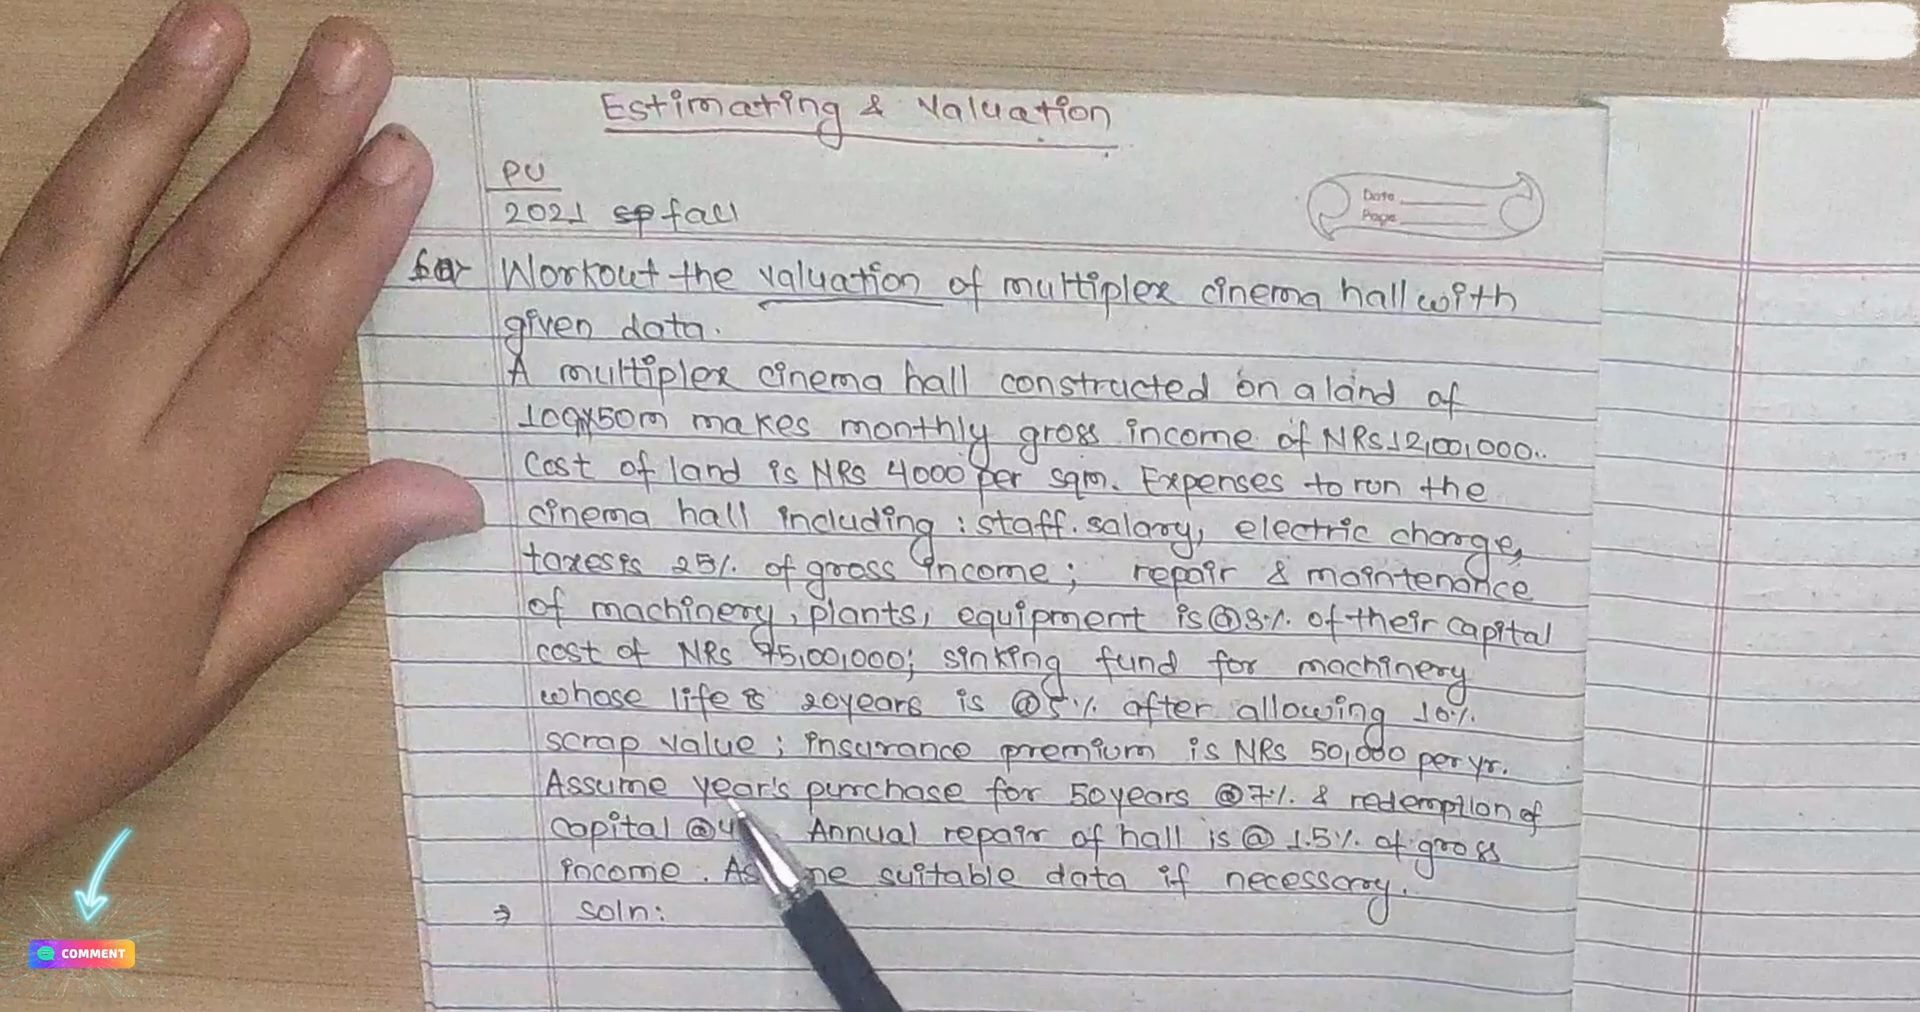 Estimating & Valuation
PU
2021 sp fall
Date
Page
Workout the valuation of multiplex cinema hall with
given data.
A multiplex cinema hall constructed on a land of
50m makes monthly gross income of NRs 12,00,000..
Cost of land is NRs 4000 per sqm. Expenses to run the
cinema hall including : staff.salary, electric charge,
taxes is 25% of gross income ; repair & maintenance
of machinery, plants, equipment is @3% of their capital
cost of NRs 75,00,000; sinking fund for machinery
whose life is 20years is @5% after allowing 10%
scrap value ; insurance premium is NRs 50,000 per yr.
Assume year's purchase for 50years @7% & redemption of
capital @4 Annual repair of hall is @ 1.5% of gross
income. suitable data if necessary.
⇒ soln:
COMMENT